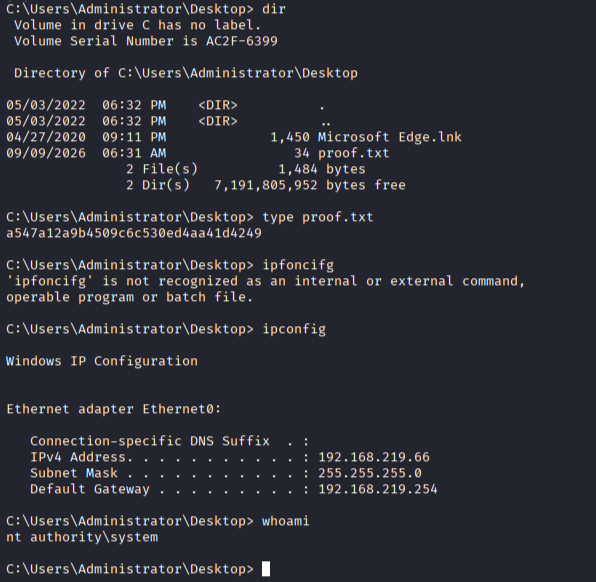 C:\Users\Administrator\Desktop> dir
 Volume in drive C has no label.
 Volume Serial Number is AC2F-6399

 Directory of C:\Users\Administrator\Desktop

05/03/2022  06:32 PM    <DIR>          .
05/03/2022  06:32 PM    <DIR>          ..
04/27/2020  09:11 PM             1,450 Microsoft Edge.lnk
09/09/2026  06:31 AM                34 proof.txt
               2 File(s)          1,484 bytes
               2 Dir(s)   7,191,805,952 bytes free

C:\Users\Administrator\Desktop> type proof.txt
a547a12a9b4509c6c530ed4aa41d4249

C:\Users\Administrator\Desktop> ipfoncifg
'ipfoncifg' is not recognized as an internal or external command,
operable program or batch file.

C:\Users\Administrator\Desktop> ipconfig

Windows IP Configuration


Ethernet adapter Ethernet0:

   Connection-specific DNS Suffix  . :
   IPv4 Address. . . . . . . . . . . : 192.168.219.66
   Subnet Mask . . . . . . . . . . . : 255.255.255.0
   Default Gateway . . . . . . . . . : 192.168.219.254

C:\Users\Administrator\Desktop> whoami
nt authority\system

C:\Users\Administrator\Desktop>